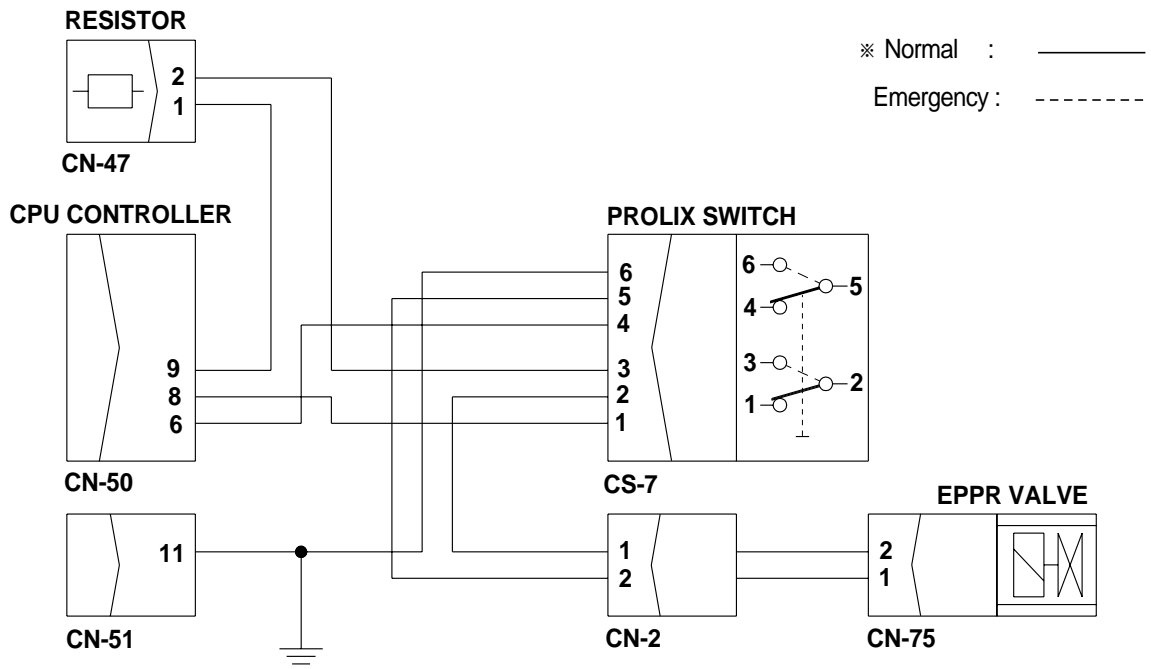 RESISTOR
2
1
CN-47
※ Normal :
Emergency :
CPU CONTROLLER
9
8
6
CN-50
11
CN-51
PROLIX SWITCH
6
5
4
3
2
1
6
5
4
3
2
1
CS-7
1
2
CN-2
EPPR VALVE
2
1
CN-75